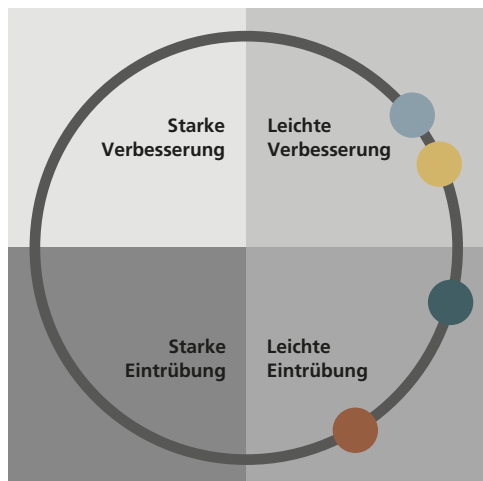 Starke
Verbesserung
Leichte
Verbesserung
Starke
Eintrübung
Leichte
Eintrübung